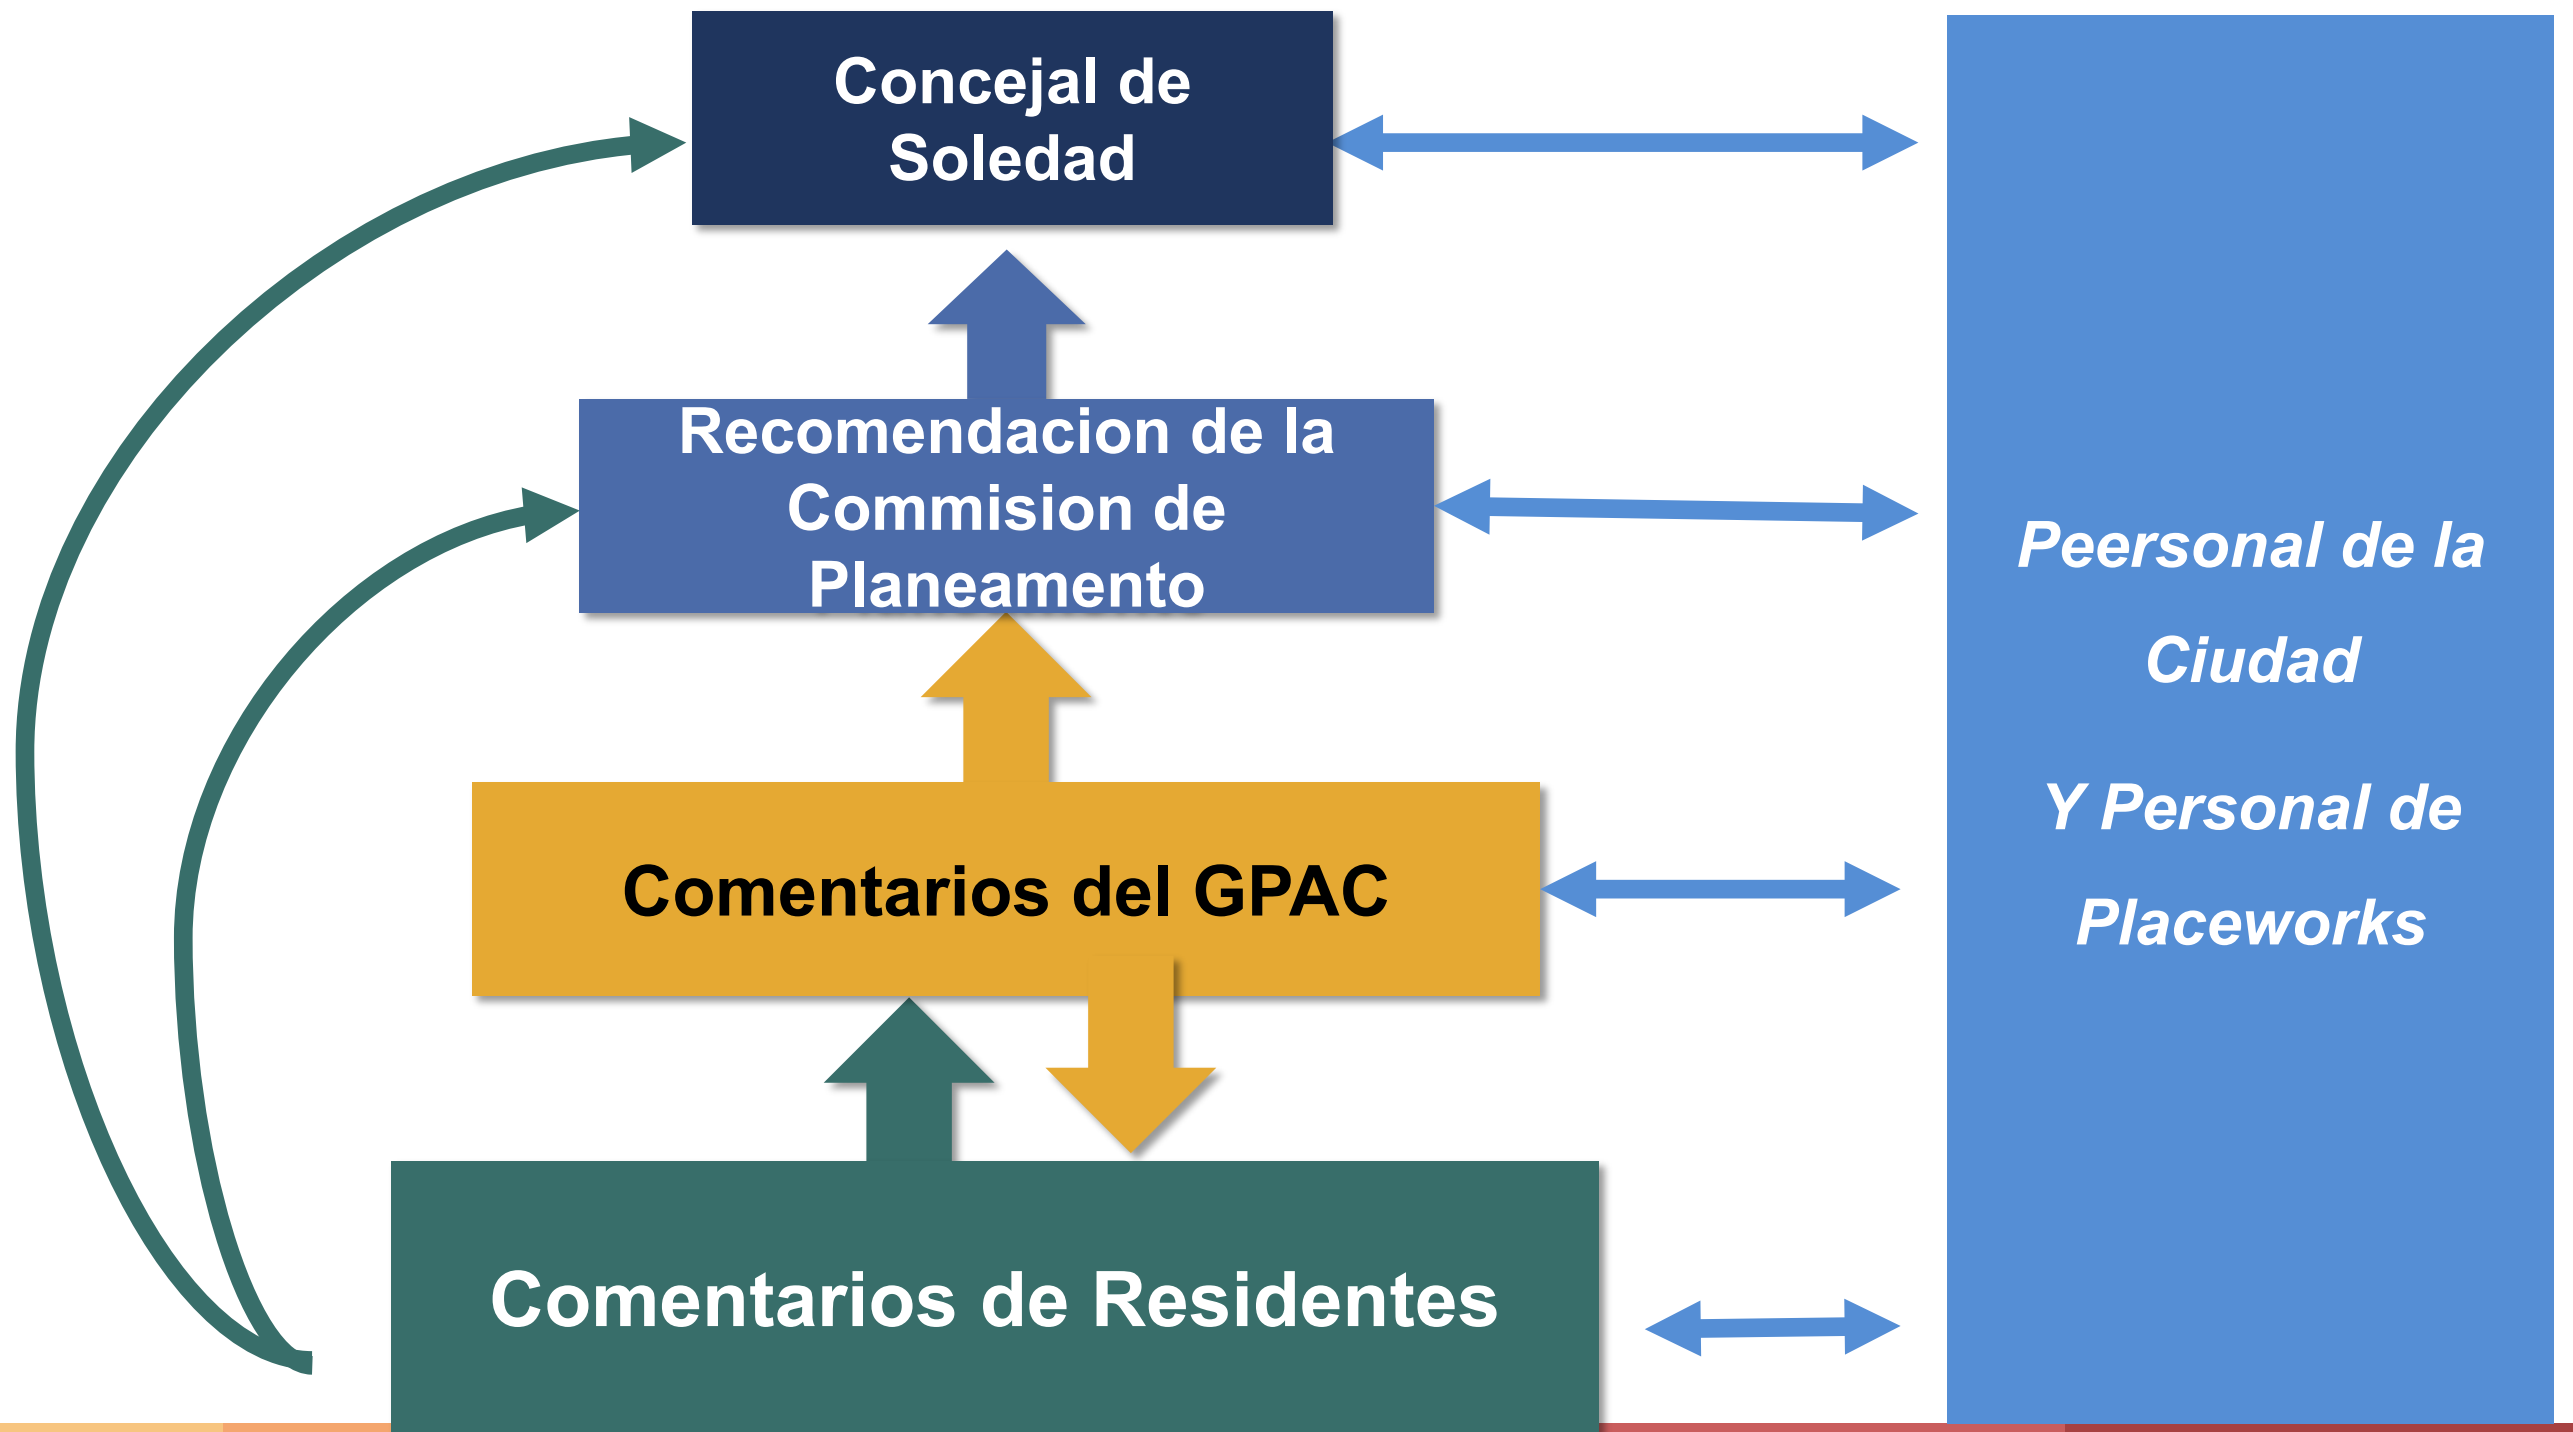 Concejal de
Soledad
Recomendacion de la
Commision de
Planeamento
Peersonal de la
Ciudad
Y Personal de
Placeworks
Comentarios del GPAC
Comentarios de Residentes